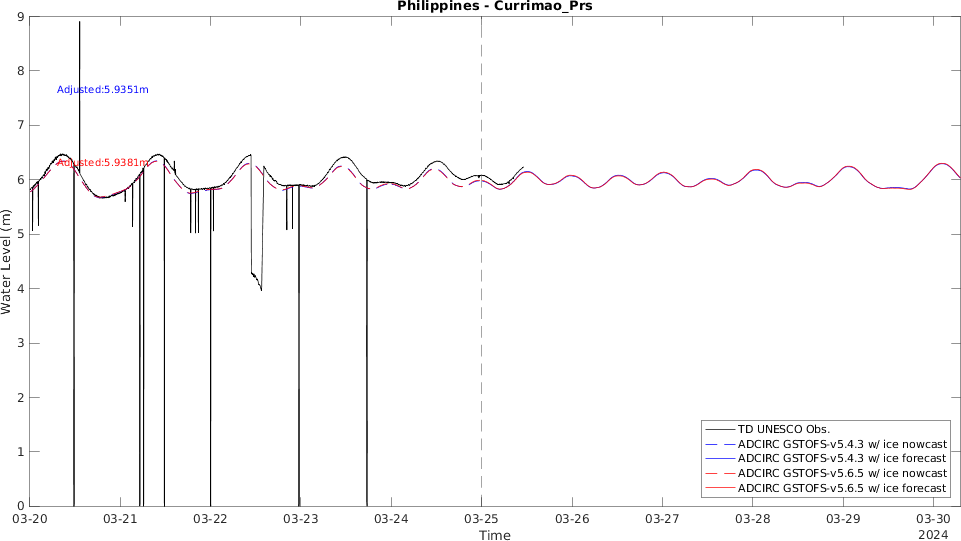 Philippines - Currimao_Prs
9
8
7
6
5
4
3
2
1
0
Water Level (m)
Adjusted:5.9351m
Adjusted:5.9381m
TD UNESCO Obs.
ADCIRC GSTOFS-v5.4.3 w/ ice nowcast
ADCIRC GSTOFS-v5.4.3 w/ ice forecast
ADCIRC GSTOFS-v5.6.5 w/ ice nowcast
ADCIRC GSTOFS-v5.6.5 w/ ice forecast
03-20 03-21 03-22 03-23 03-24 03-25 03-26 03-27 03-28 03-29 03-30
2024
Time